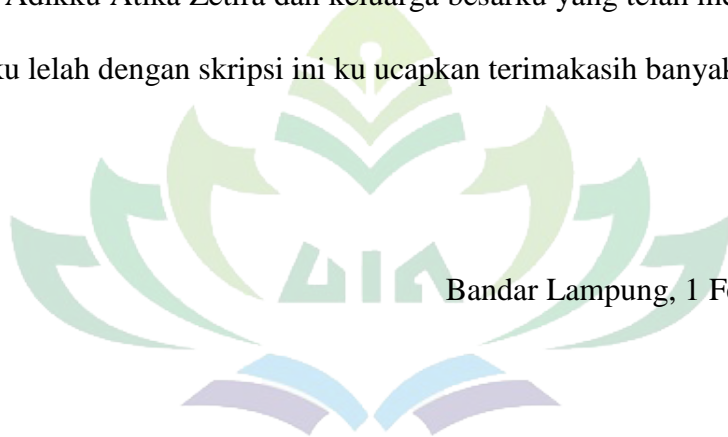 Adikku Atika Zetira dan keluarga besarku yang telah
ku lelah dengan skripsi ini ku ucapkan terimakasih
UIN
Bandar Lampung, 1